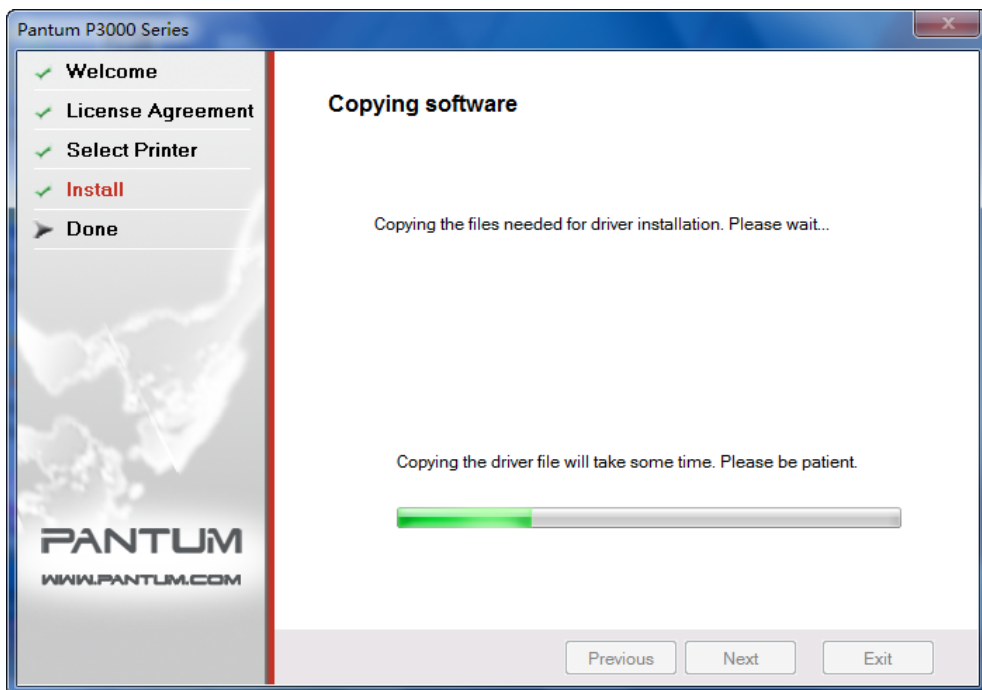 Pantum P3000 Series
Welcome
License Agreement
Select Printer
Install
Done
PANTUM
WWW.PANTUM.COM
Copying software
Copying the files needed for driver installation. Please wait...
Copying the driver file will take some time. Please be patient.
Previous Next Exit